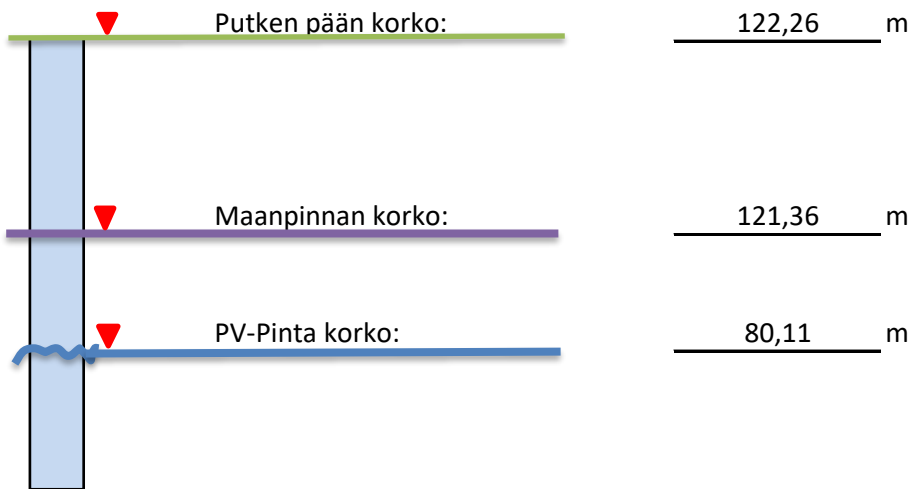 Putken pään korko: 122,26 m
Maanpinnan korko: 121,36 m
PV-Pinta korko: 80,11 m